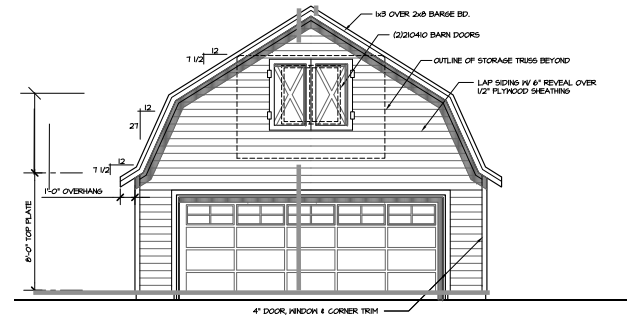 1x3 OVER 2x8 BARGE BD.
(2)210410 BARN DOORS
12
7 1/2
OUTLINE OF STORAGE TRUSS BEYOND
LAP SIDING W/ 6" REVEAL OVER
1/2" PLYWOOD SHEATHING
12
27
12
7 1/2
1'-0" OVERHANG
8'-0" TOP PLATE
4" DOOR, WINDOW & CORNER TRIM